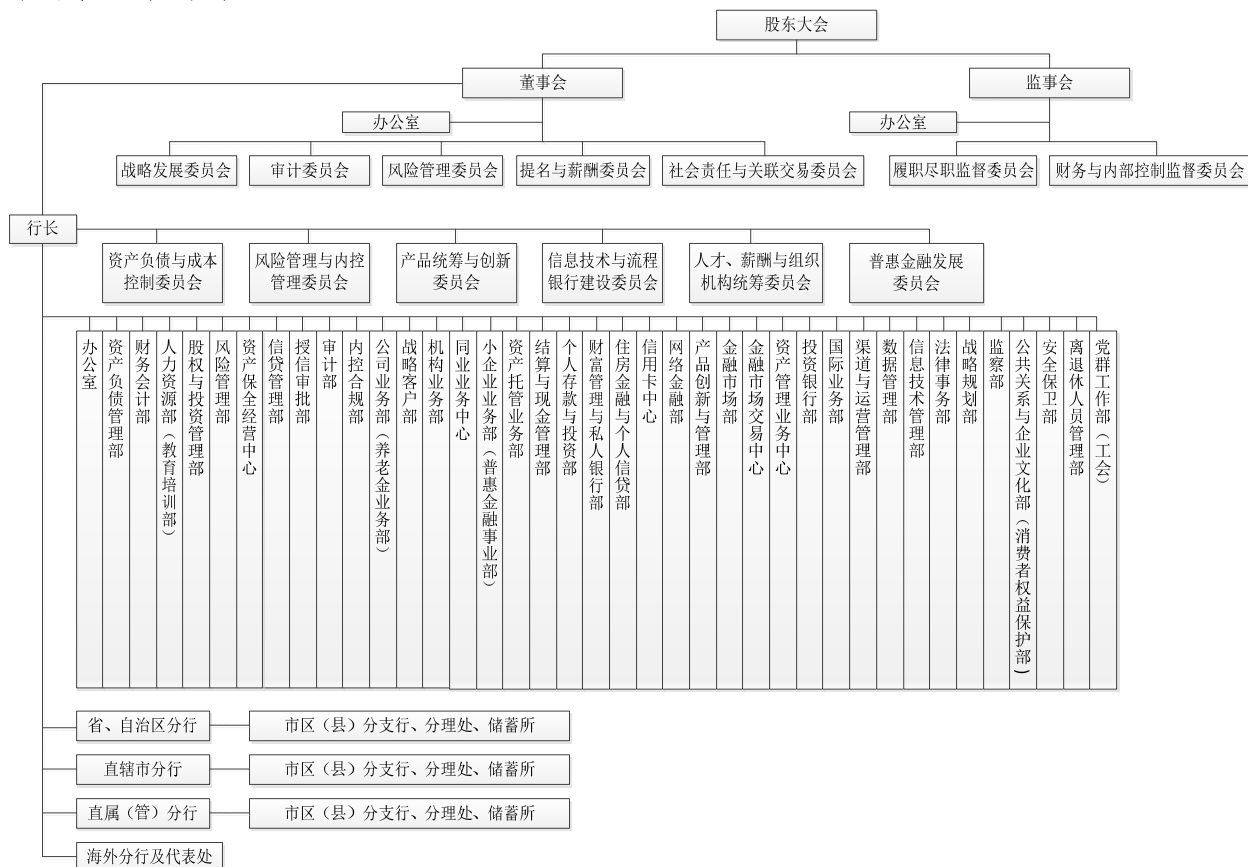 股东大会
董事会
监事会
办公室
办公室
战略发展委员会
审计委员会
风险管理委员会
提名与薪酬委员会
社会责任与关联交易委员会
履职尽职监督委员会
财务与内部控制监督委员会
行长
资产负债与成本
控制委员会
风险管理与内控
管理委员会
产品统筹与创新
委员会
信息技术与流程
银行建设委员会
人才、薪酬与组织
机构统筹委员会
普惠金融发展
委员会
办公室
资产负债管理部
财务会计部
人力资源部（教育培训部）
股权与投资管理部
风险管理部
资产保全经营中心
信贷管理部
授信审批部
审计部
内控合规部
公司业务部（养老金业务部）
战略客户部
机构业务部
同业业务中心
小企业业务部（普惠金融事业部）
资产托管业务部
结算与现金管理部
个人存款与投资部
财富管理与私人银行部
住房金融与个人信贷部
信用卡中心
网络金融部
产品创新与管理部
金融市场部
金融市场交易中心
资产管理业务中心
投资银行部
国际业务部
渠道与运营管理部
数据管理部
信息技术管理部
法律事务部
战略规划部
监察部
公共关系与企业文化部（消费者权益保护部)
安全保卫部
离退休人员管理部
党群工作部（工会）
省、自治区分行
市区（县）分支行、分理处、储蓄所
直辖市分行
市区（县）分支行、分理处、储蓄所
直属（管）分行
市区（县）分支行、分理处、储蓄所
海外分行及代表处